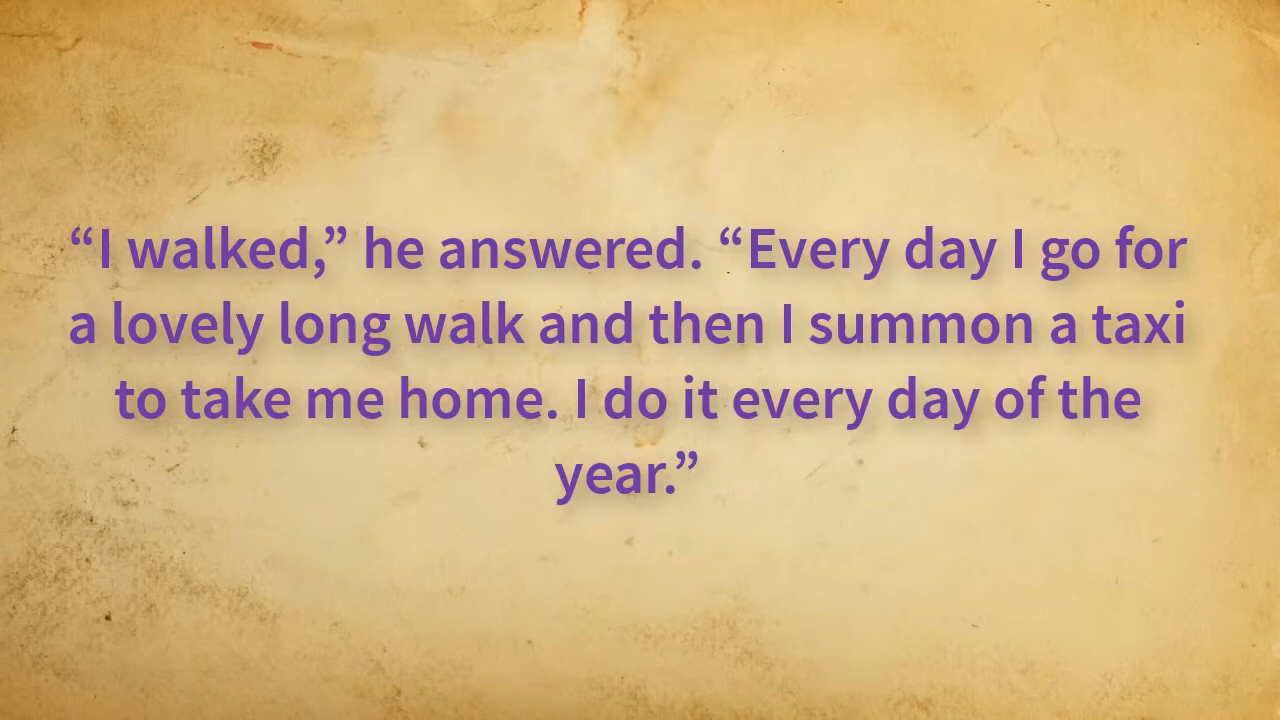 “I walked,” he answered. “Every day I go for
a lovely long walk and then I summon a taxi
to take me home. I do it every day of the
year.”